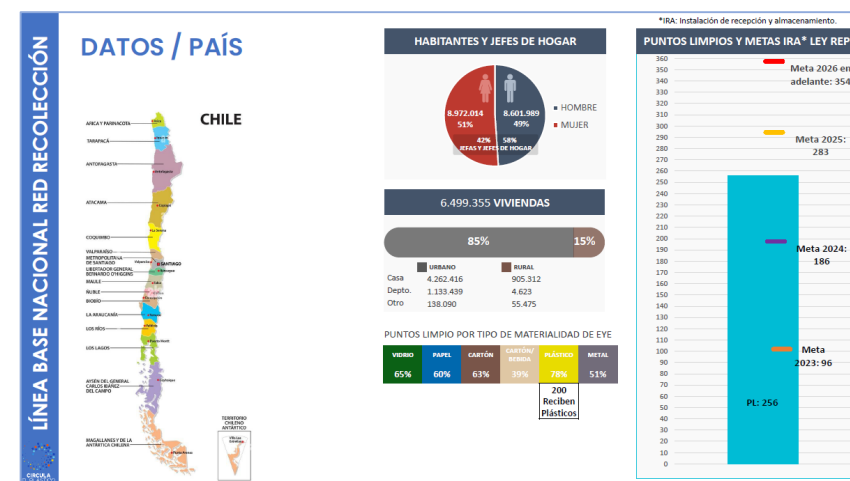 LÍNEA BASE NACIONAL RED RECOLECCIÓN
DATOS / PAÍS
CHILE
ARICA Y PARINACOTA
TARAPACÁ
ANTOFAGASTA
ATACAMA
COQUIMBO
VALPARAÍSO
METROPOLITANA
DE SANTIAGO
SANTIAGO
LIBERTADOR GENERAL
BERNARDO O'HIGGINS
MAULE
ÑUBLE
BIOBÍO
LA ARAUCANÍA
LOS RÍOS
LOS LAGOS
AYSÉN DEL GENERAL
CARLOS IBÁÑEZ
DEL CAMPO
MAGALLANES Y DE LA
ANTÁRTICA CHILENA
TERRITORIO
CHILENO
ANTÁRTICO
CIRCULA
HABITANTES Y JEFES DE HOGAR
8.972.014
51%
8.601.989
49%
42%
58%
JEFAS Y JEFES DE HOGAR
HOMBRE
MUJER
6.499.355 VIVIENDAS
85%
15%
URBANO
RURAL
Casa 4.262.416 905.312
Depto. 1.133.439 4.623
Otro 138.090 55.475
PUNTOS LIMPIO POR TIPO DE MATERIALIDAD DE EYE
VIDRIO PAPEL CARTÓN CARTÓN/ BEBIDA PLÁSTICO METAL
65% 60% 63% 39% 78% 51%
200
Reciben
Plásticos
*IRA: Instalación de recepción y almacenamiento.
PUNTOS LIMPIOS Y METAS IRA* LEY REP
360
350
340
330
320
310
300
290
280
270
260
250
240
230
220
210
200
190
180
170
160
150
140
130
120
110
100
90
80
70
60
50
40
30
20
10
0
Meta 2026 en
adelante: 354
Meta 2025:
283
Meta 2024:
186
Meta
2023: 96
PL: 256